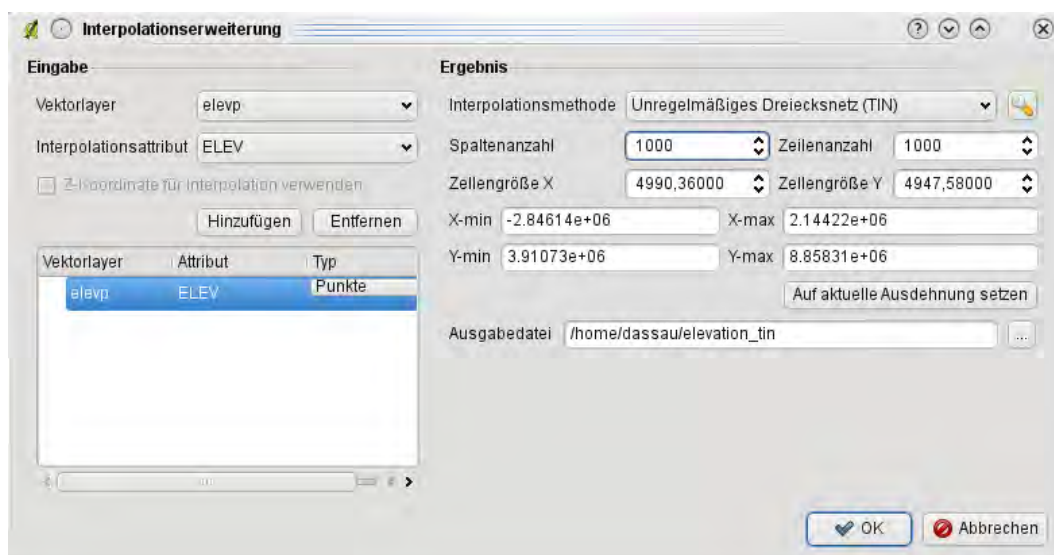 Interpolationserweiterung
Eingabe
Vektorlayer elevp
Interpolationsattribut ELEV
Z-Koordinate für Interpolation verwenden
Hinzufügen Entfernen
Vektorlayer Attribut Typ
elevp ELEV Punkte
Ergebnis
Interpolationsmethode Unregelmäßiges Dreiecksnetz (TIN)
Spaltenanzahl 1000 Zeilenanzahl 1000
Zellengröße X 4990,36000 Zellengröße Y 4947,58000
X-min -2.84614e+06 X-max 2.14422e+06
Y-min 3.91073e+06 Y-max 8.85831e+06
Auf aktuelle Ausdehnung setzen
Ausgabedatei /home/dassau/elevation_tin ...
OK Abbrechen